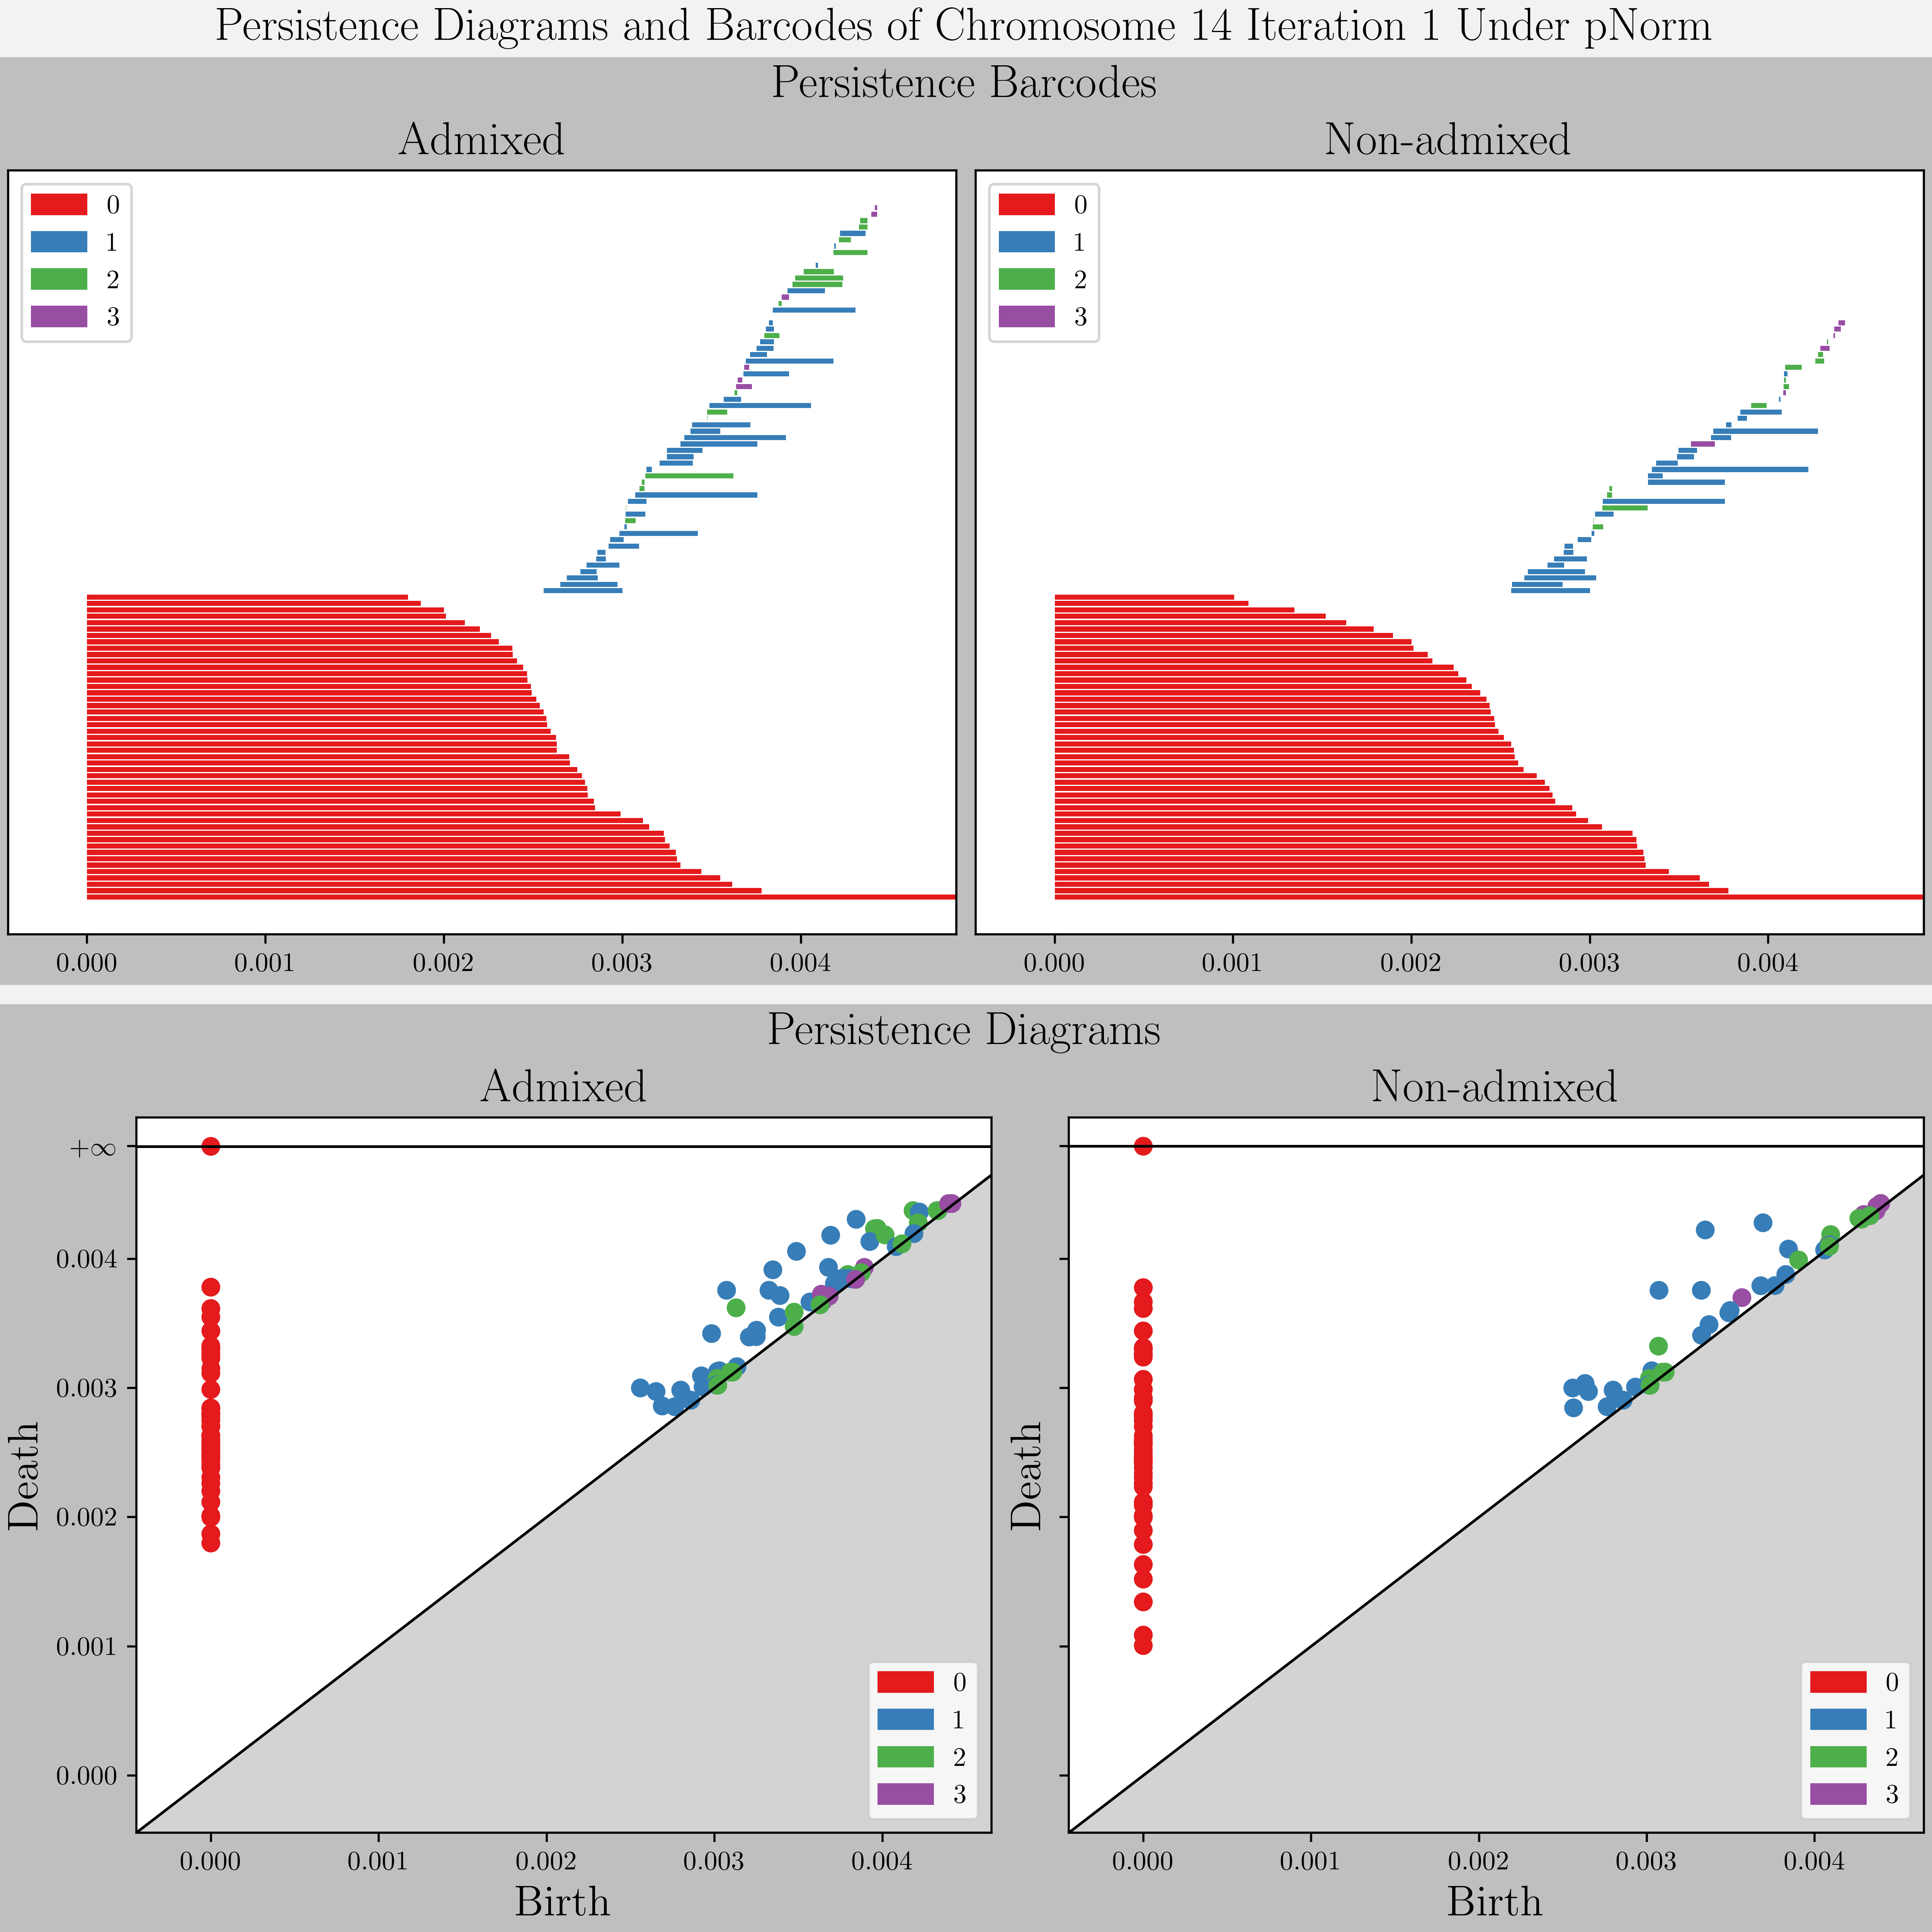 Persistence Diagrams and Barcodes of Chromosome 14 Iteration 1 Under pNorm
Persistence Barcodes
Admixed
Non-admixed
0
1
2
3
0
1
2
3
0.000 0.001 0.002 0.003 0.004
0.000 0.001 0.002 0.003 0.004
Persistence Diagrams
Admixed
Non-admixed
+∞
0.004
0.003
0.002
0.001
0.000
Death
Death
0
1
2
3
0
1
2
3
0.000 0.001 0.002 0.003 0.004
0.000 0.001 0.002 0.003 0.004
Birth
Birth